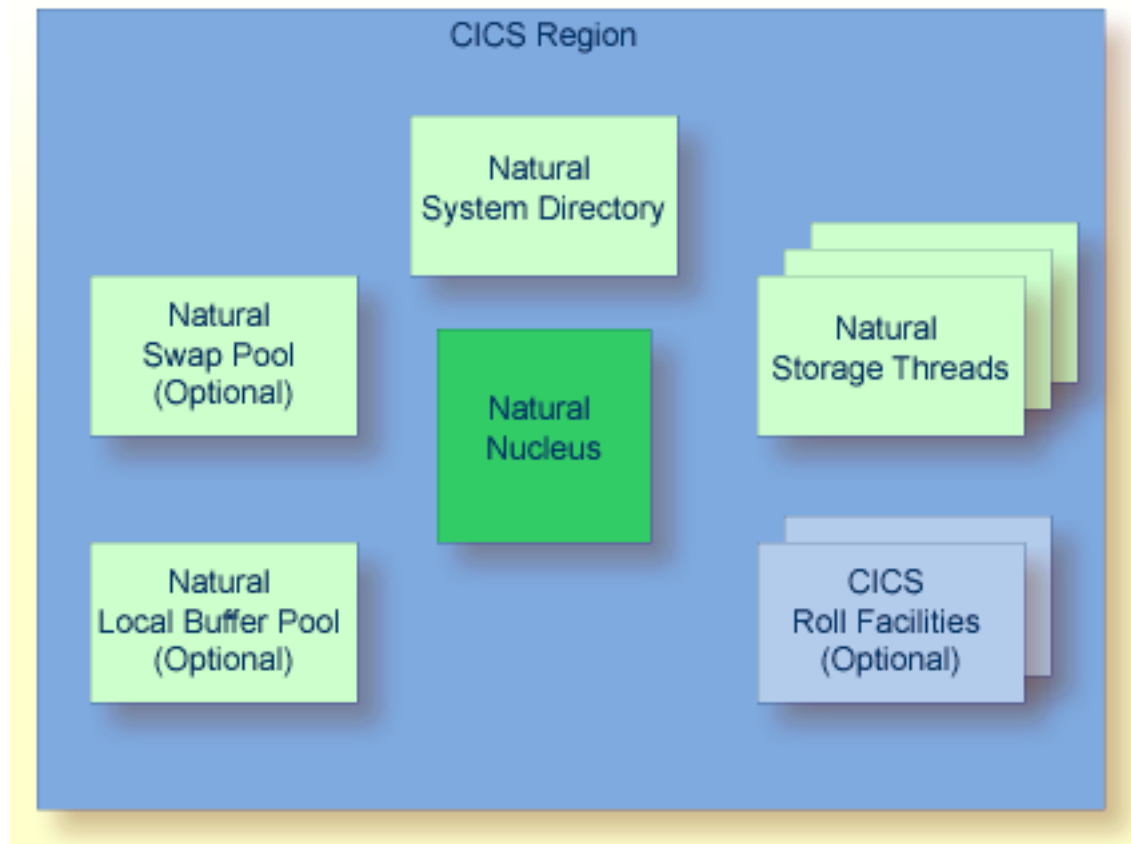 CICS Region
Natural
System Directory
Natural
Swap Pool
(Optional)
Natural
Storage Threads
Natural
Nucleus
Natural
Local Buffer Pool
(Optional)
CICS
Roll Facilities
(Optional)